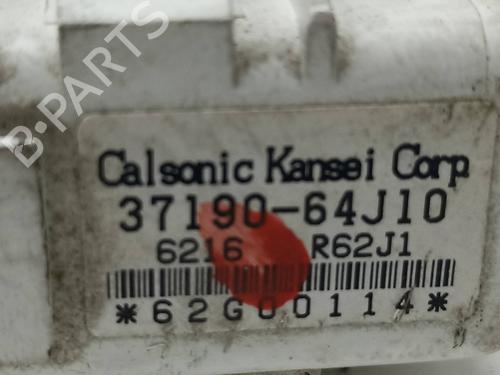 B-PARTS
Calsonic Kansei Corp
37190-64J10
6216 R62J1
*62G00114*